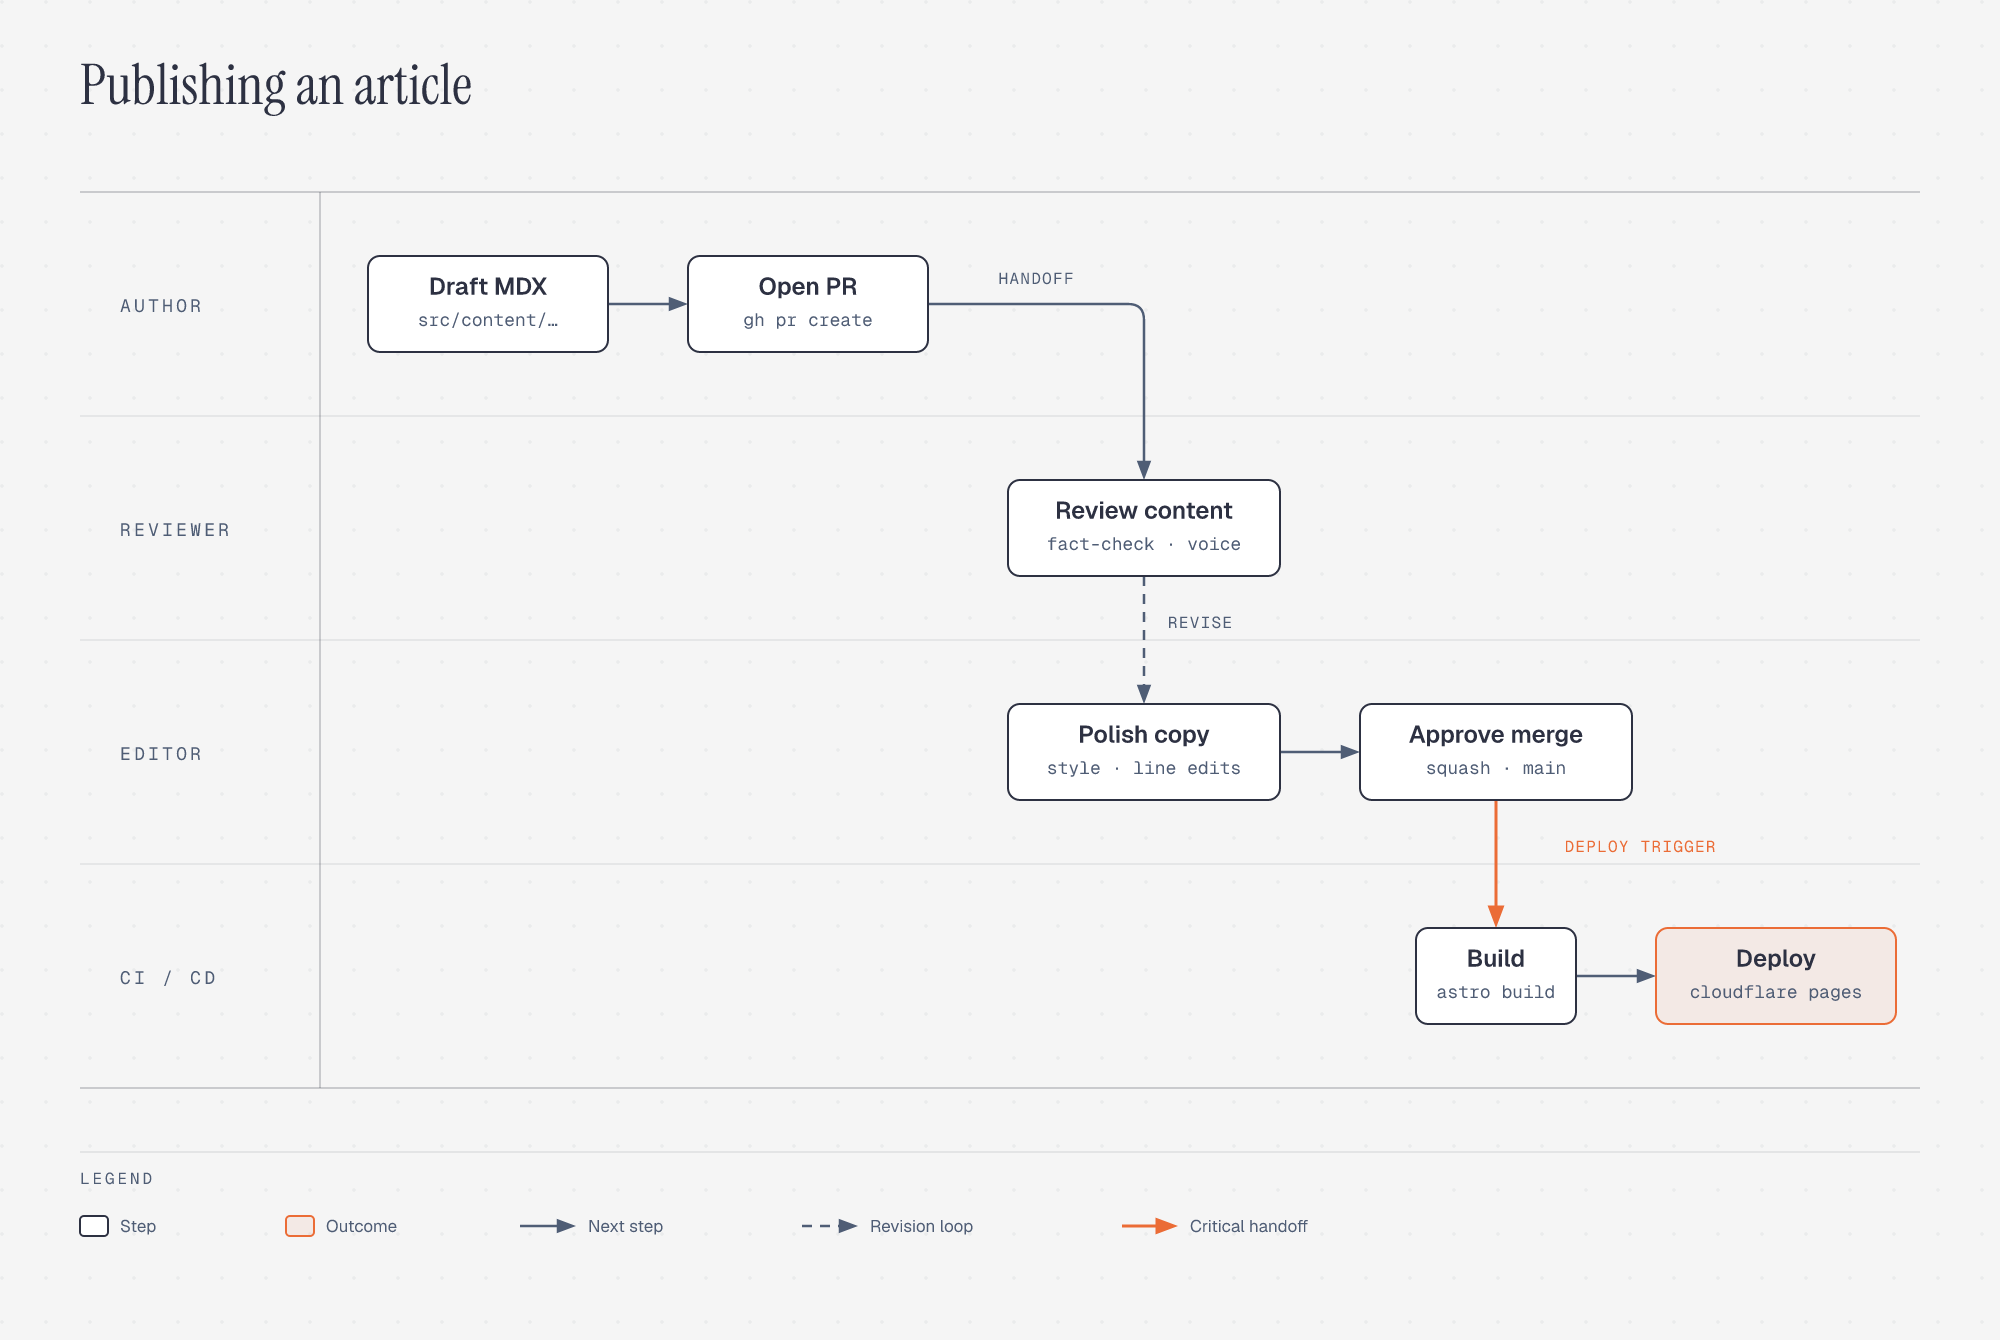 Publishing an article
AUTHOR
Draft MDX
src/content/…
Open PR
gh pr create
HANDOFF
REVIEWER
Review content
fact-check · voice
REVISE
EDITOR
Polish copy
style · line edits
Approve merge
squash · main
DEPLOY TRIGGER
CI / CD
Build
astro build
Deploy
cloudflare pages
LEGEND
Step
Outcome
Next step
Revision loop
Critical handoff